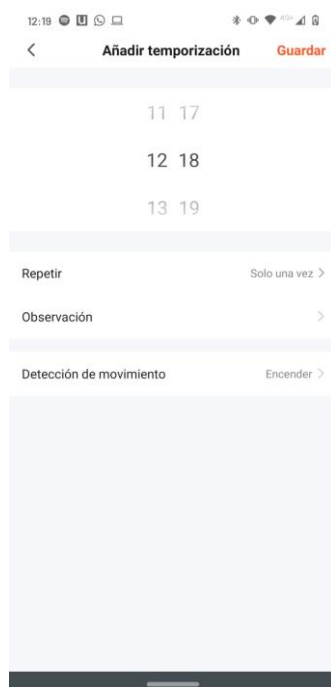 12:19 4G+
Añadir temporización Guardar
11 17
12 18
13 19
Repetir Solo una vez
Observación
Detección de movimiento Encender